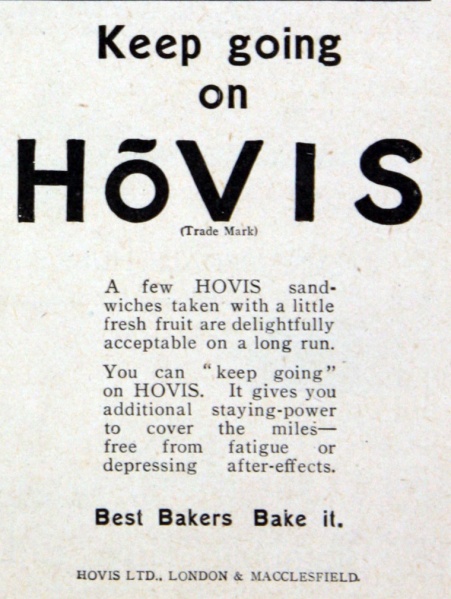 Keep going
on
HõVIS
(Trade Mark)
A few HOVIS sand-
wiches taken with a little
fresh fruit are delightfully
acceptable on a long run.
You can "keep going"
on HOVIS. It gives you
additional staying-power
to cover the miles—
free from fatigue or
depressing after-effects.
Best Bakers Bake it.
HOVIS LTD., LONDON & MACCLESFIELD.